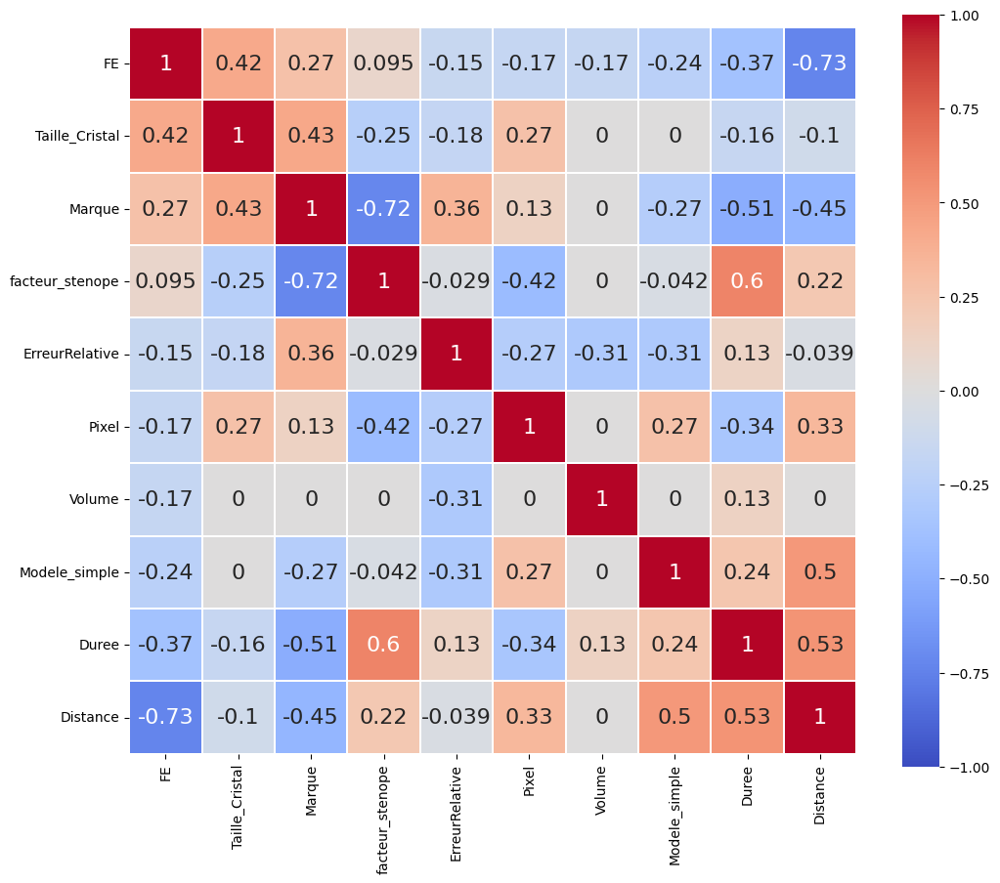 FE 1 0.42 0.27 0.095 -0.15 -0.17 -0.17 -0.24 -0.37 -0.73
Taille_Cristal 0.42 1 0.43 -0.25 -0.18 0.27 0 0 -0.16 -0.1
Marque 0.27 0.43 1 -0.72 0.36 0.13 0 -0.27 -0.51 -0.45
facteur_stenope 0.095 -0.25 -0.72 1 -0.029 -0.42 0 -0.042 0.6 0.22
ErreurRelative -0.15 -0.18 0.36 -0.029 1 -0.27 -0.31 -0.31 0.13 -0.039
Pixel -0.17 0.27 0.13 -0.42 -0.27 1 0 0.27 -0.34 0.33
Volume -0.17 0 0 0 -0.31 0 1 0 0.13 0
Modele_simple -0.24 0 -0.27 -0.042 -0.31 0.27 0 1 0.24 0.5
Duree -0.37 -0.16 -0.51 0.6 0.13 -0.34 0.13 0.24 1 0.53
Distance -0.73 -0.1 -0.45 0.22 -0.039 0.33 0 0.5 0.53 1
FE
Taille_Cristal
Marque
facteur_stenope
ErreurRelative
Pixel
Volume
Modele_simple
Duree
Distance
1.00
0.75
0.50
0.25
0.00
−0.25
−0.50
−0.75
−1.00